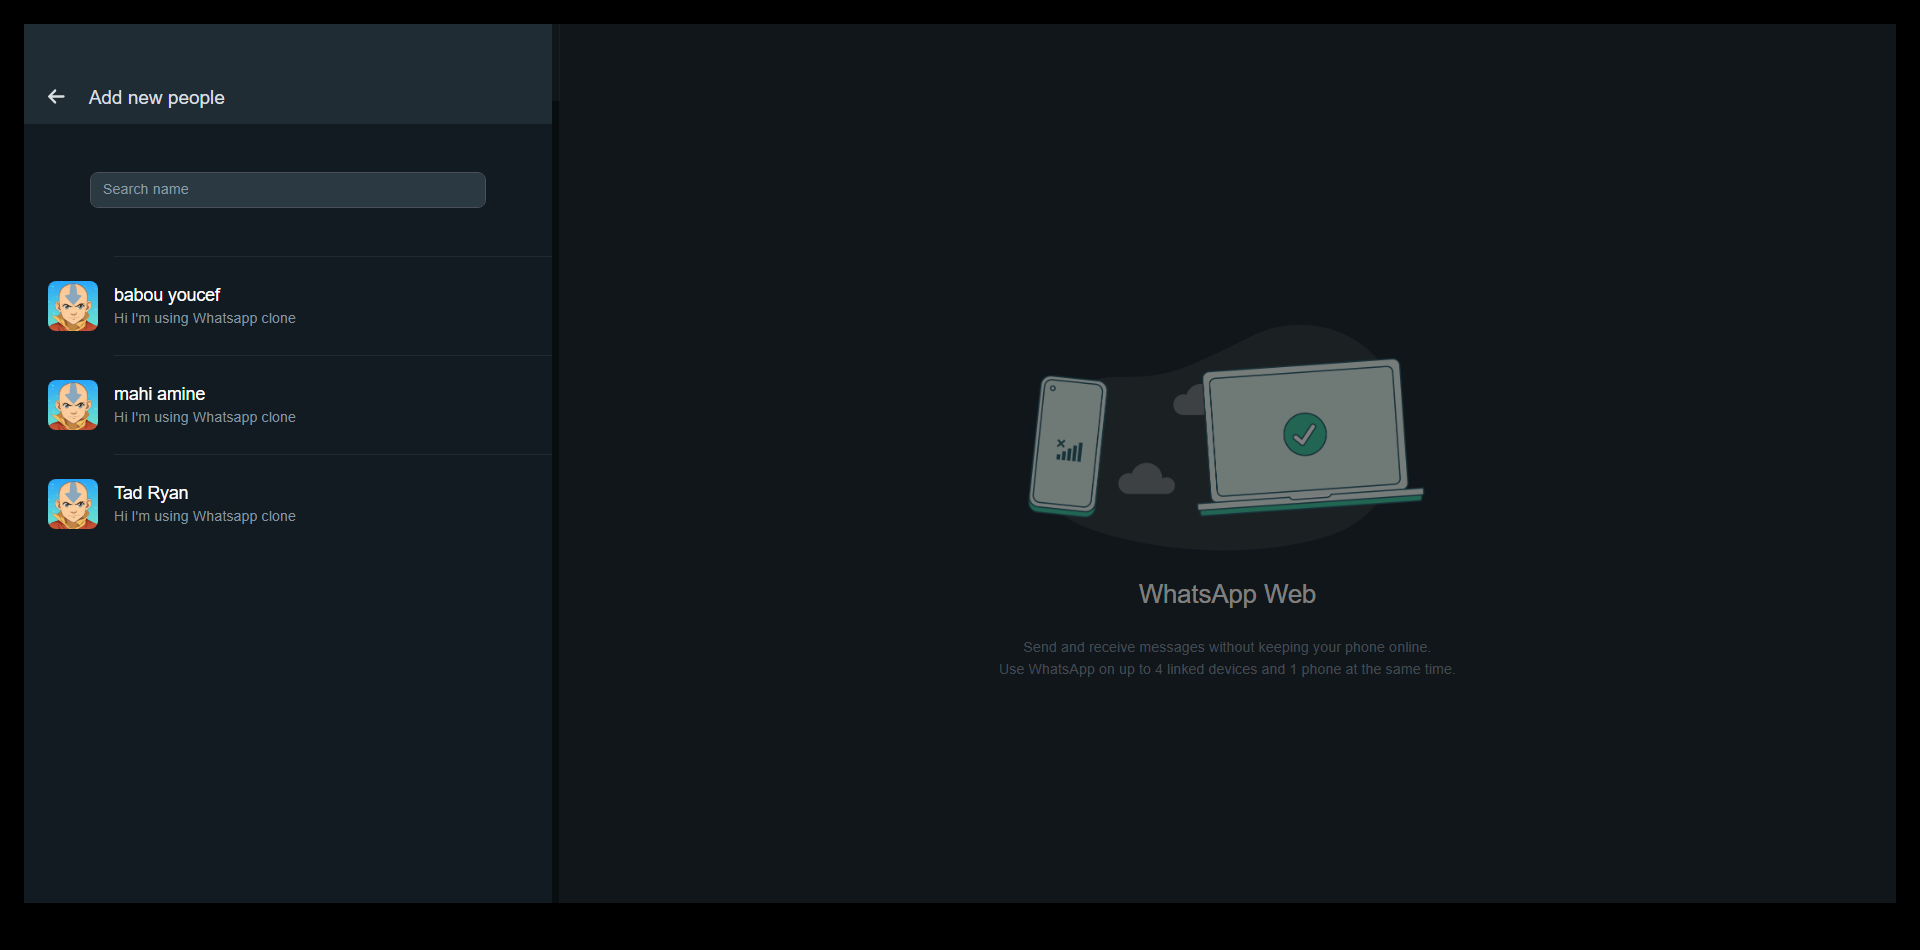 Add new people
Search name
babou youcef
Hi I'm using Whatsapp clone
mahi amine
Hi I'm using Whatsapp clone
Tad Ryan
Hi I'm using Whatsapp clone
WhatsApp Web
Send and receive messages without keeping your phone online.
Use WhatsApp on up to 4 linked devices and 1 phone at the same time.